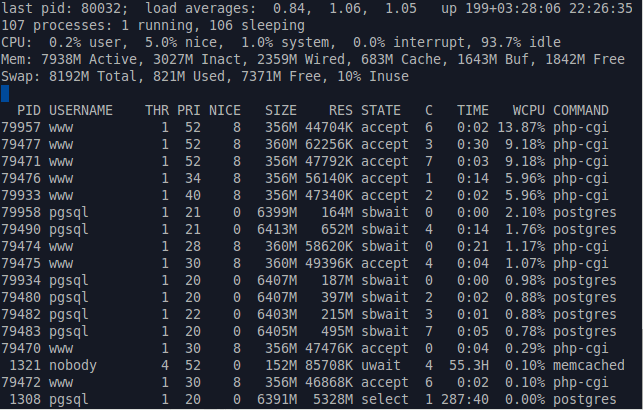 last pid: 80032;  load averages:  0.84,  1.06,  1.05   up 199+03:28:06 22:26:35
107 processes: 1 running, 106 sleeping
CPU:  0.2% user,  5.0% nice,  1.0% system,  0.0% interrupt, 93.7% idle
Mem: 7938M Active, 3027M Inact, 2359M Wired, 683M Cache, 1643M Buf, 1842M Free
Swap: 8192M Total, 821M Used, 7371M Free, 10% Inuse
  PID USERNAME    THR PRI NICE   SIZE    RES STATE   C   TIME   WCPU COMMAND
79957 www           1  52    8   356M 44704K accept  6   0:02 13.87% php-cgi
79477 www           1  52    8   360M 62256K accept  3   0:30  9.18% php-cgi
79471 www           1  52    8   356M 47792K accept  7   0:03  9.18% php-cgi
79476 www           1  34    8   356M 56140K accept  1   0:14  5.96% php-cgi
79933 www           1  40    8   356M 47340K accept  2   0:02  5.96% php-cgi
79958 pgsql         1  21    0  6399M   164M sbwait  0   0:00  2.10% postgres
79490 pgsql         1  21    0  6413M   652M sbwait  4   0:14  1.76% postgres
79474 www           1  28    8   360M 58620K sbwait  0   0:21  1.17% php-cgi
79475 www           1  30    8   360M 49396K accept  4   0:04  1.07% php-cgi
79934 pgsql         1  20    0  6407M   187M sbwait  0   0:00  0.98% postgres
79480 pgsql         1  20    0  6407M   397M sbwait  2   0:02  0.88% postgres
79482 pgsql         1  22    0  6403M   215M sbwait  3   0:01  0.88% postgres
79483 pgsql         1  20    0  6405M   495M sbwait  7   0:05  0.78% postgres
79470 www           1  30    8   356M 47476K accept  0   0:04  0.29% php-cgi
 1321 nobody        4  52    0   152M 85708K uwait   4  55.3H  0.10% memcached
79472 www           1  30    8   356M 46868K accept  6   0:02  0.10% php-cgi
 1308 pgsql         1  20    0  6391M  5328M select  1 287:40  0.00% postgres